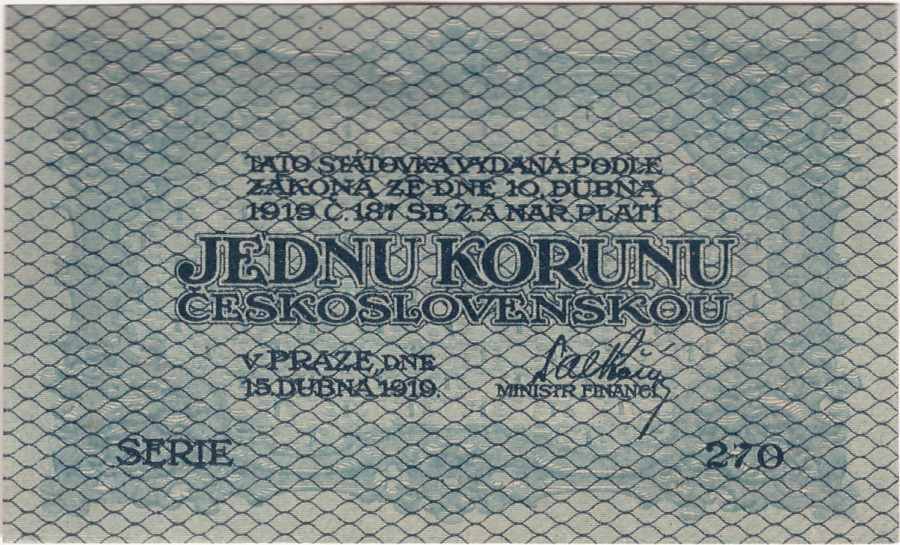 TATO STÁTOVKA VYDANÁ PODLE
ZÁKONA ZE DNE 10. DUBNA
1919 Č. 187 SB. Z. A NAŘ. PLATÍ
JEDNU KORUNU
ČESKOSLOVENSKOU
V PRAZE, DNE
15. DUBNA 1919.
MINISTR FINANCÍ
SERIE 270